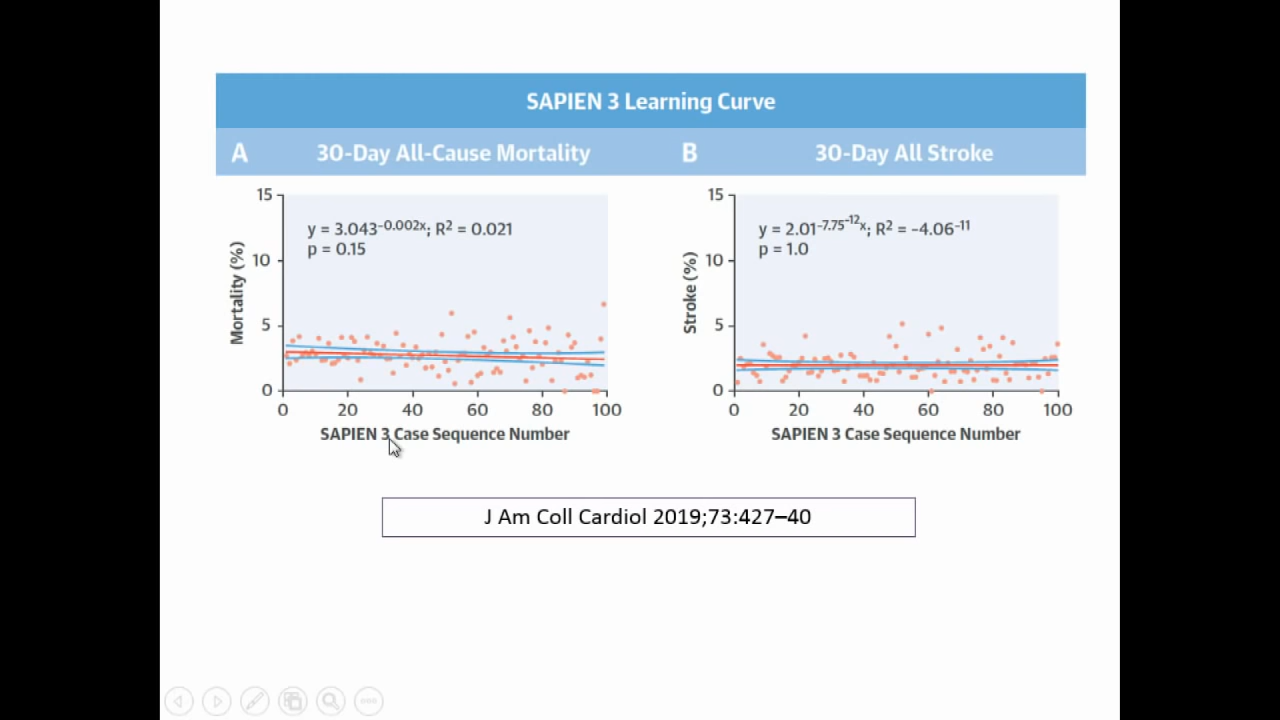 SAPIEN 3 Learning Curve
A 30-Day All-Cause Mortality
B 30-Day All Stroke
15
10
5
0
Mortality (%)
y = 3.043^-0.002x; R² = 0.021
p = 0.15
0 20 40 60 80 100
SAPIEN 3 Case Sequence Number
15
10
5
0
Stroke (%)
y = 2.01^-7.75^-12x; R² = -4.06^-11
p = 1.0
0 20 40 60 80 100
SAPIEN 3 Case Sequence Number
J Am Coll Cardiol 2019;73:427–40